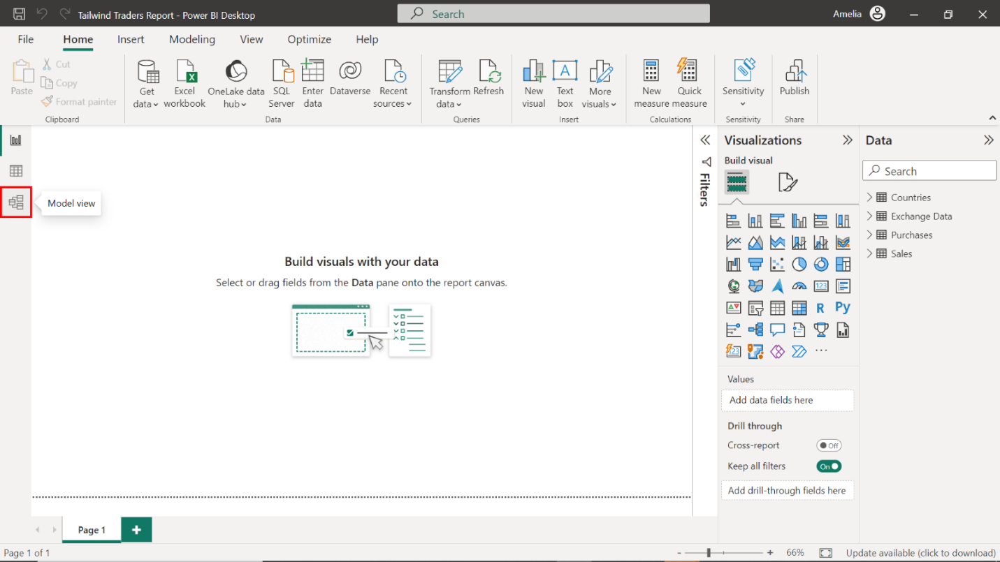 Tailwind Traders Report - Power BI Desktop
Search
Amelia
File Home Insert Modeling View Optimize Help
Paste
Cut
Copy
Format painter
Clipboard
Get data
Excel workbook
OneLake data hub
SQL Server
Enter data
Dataverse
Recent sources
Data
Transform data
Refresh
Queries
New visual
Text box
More visuals
Insert
New measure
Quick measure
Calculations
Sensitivity
Sensitivity
Publish
Share
Model view
Build visuals with your data
Select or drag fields from the Data pane onto the report canvas.
Filters
Visualizations
Build visual
R Py
123
123
Values
Add data fields here
Drill through
Cross-report Off
Keep all filters On
Add drill-through fields here
Data
Search
Countries
Exchange Data
Purchases
Sales
Page 1
Page 1 of 1
- + 66%
Update available (click to download)